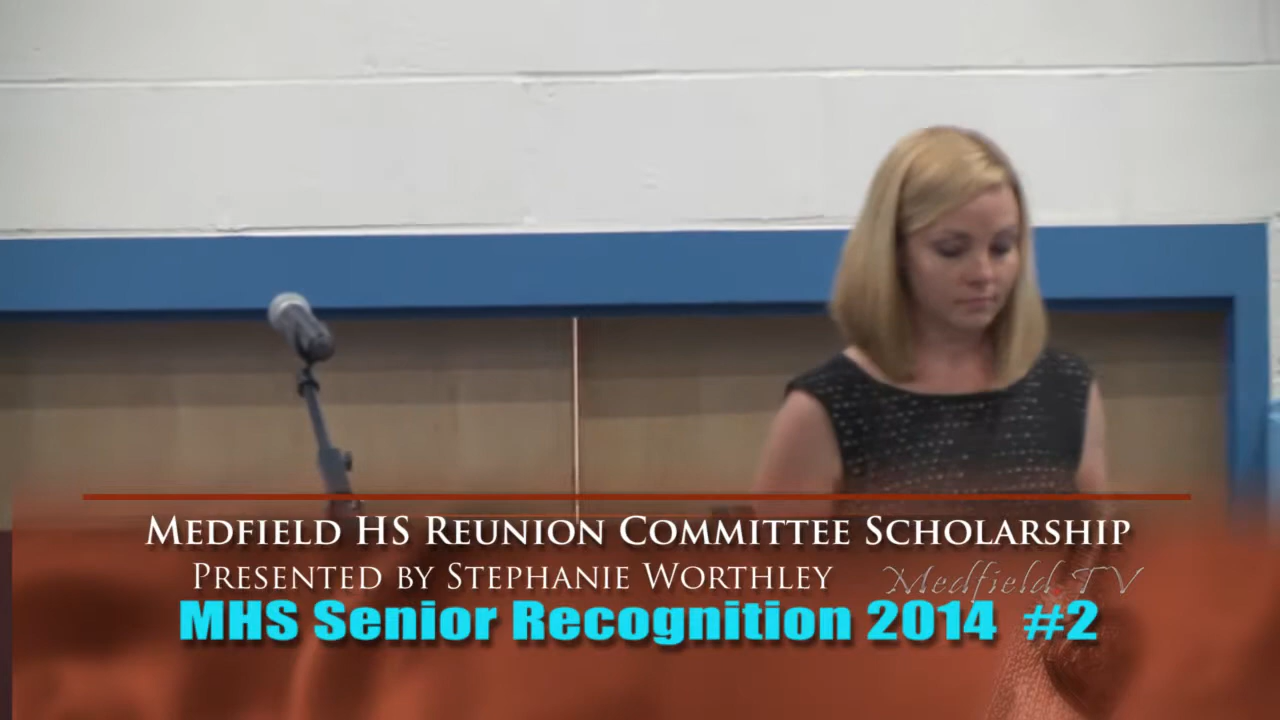 Medfield HS Reunion Committee Scholarship
Presented by Stephanie Worthley
Medfield TV
MHS Senior Recognition 2014 #2